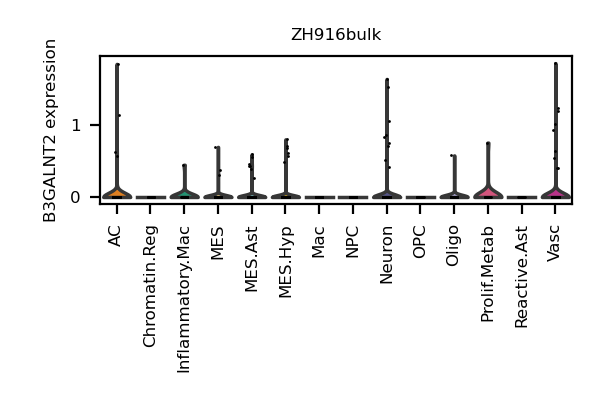 ZH916bulk
B3GALNT2 expression
1
0
AC
Chromatin.Reg
Inflammatory.Mac
MES
MES.Ast
MES.Hyp
Mac
NPC
Neuron
OPC
Oligo
Prolif.Metab
Reactive.Ast
Vasc